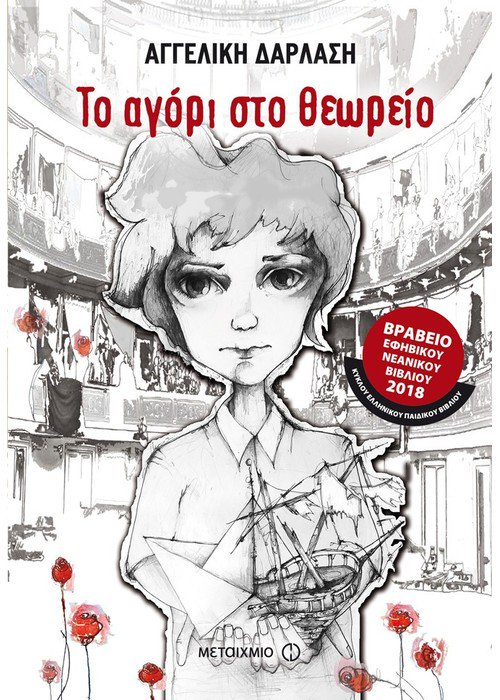 ΑΓΓΕΛΙΚΗ ΔΑΡΛΑΣΗ
Το αγόρι στο θεωρείο
ΒΡΑΒΕΙΟ
ΕΦΗΒΙΚΟΥ
ΝΕΑΝΙΚΟΥ
ΒΙΒΛΙΟΥ
2018
ΚΥΚΛΟΥ ΕΛΛΗΝΙΚΟΥ ΠΑΙΔΙΚΟΥ ΒΙΒΛΙΟΥ
ΜΕΤΑΙΧΜΙΟ